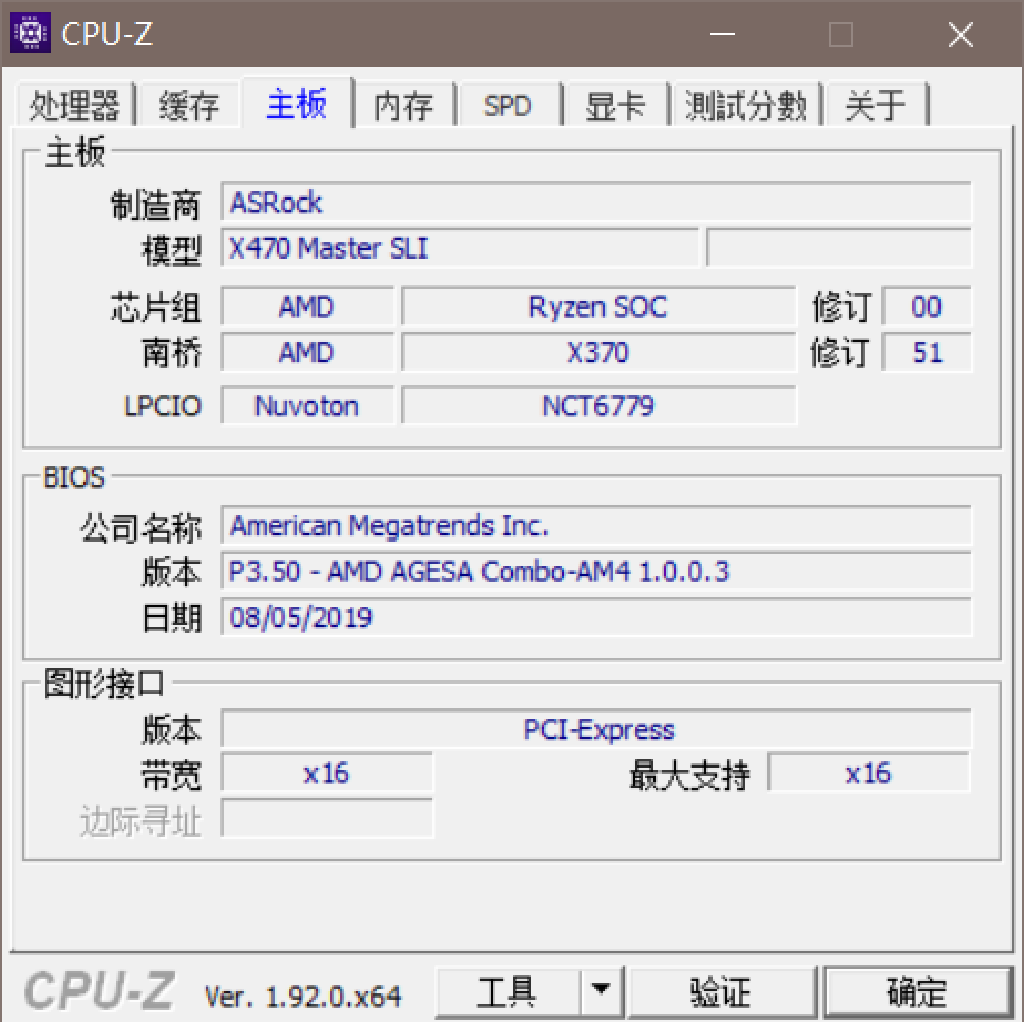 CPU-Z
处理器 缓存 主板 内存 SPD 显卡 測試分數 关于
主板
制造商 ASRock
模型 X470 Master SLI
芯片组 AMD Ryzen SOC 修订 00
南桥 AMD X370 修订 51
LPCIO Nuvoton NCT6779
BIOS
公司名称 American Megatrends Inc.
版本 P3.50 - AMD AGESA Combo-AM4 1.0.0.3
日期 08/05/2019
图形接口
版本 PCI-Express
带宽 x16 最大支持 x16
边际寻址
CPU-Z Ver. 1.92.0.x64 工具 验证 确定